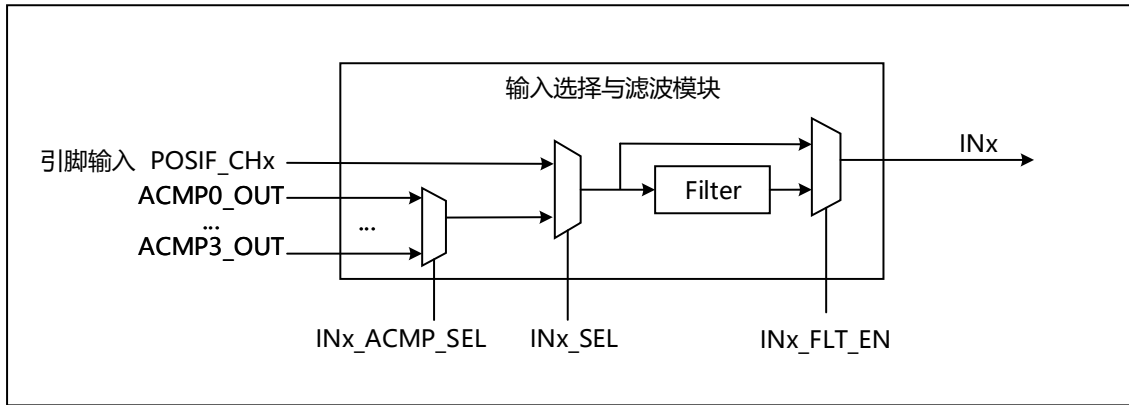 输入选择与滤波模块
引脚输入 POSIF_CHx
ACMP0_OUT
...
ACMP3_OUT
...
Filter
INx
INx_ACMP_SEL
INx_SEL
INx_FLT_EN